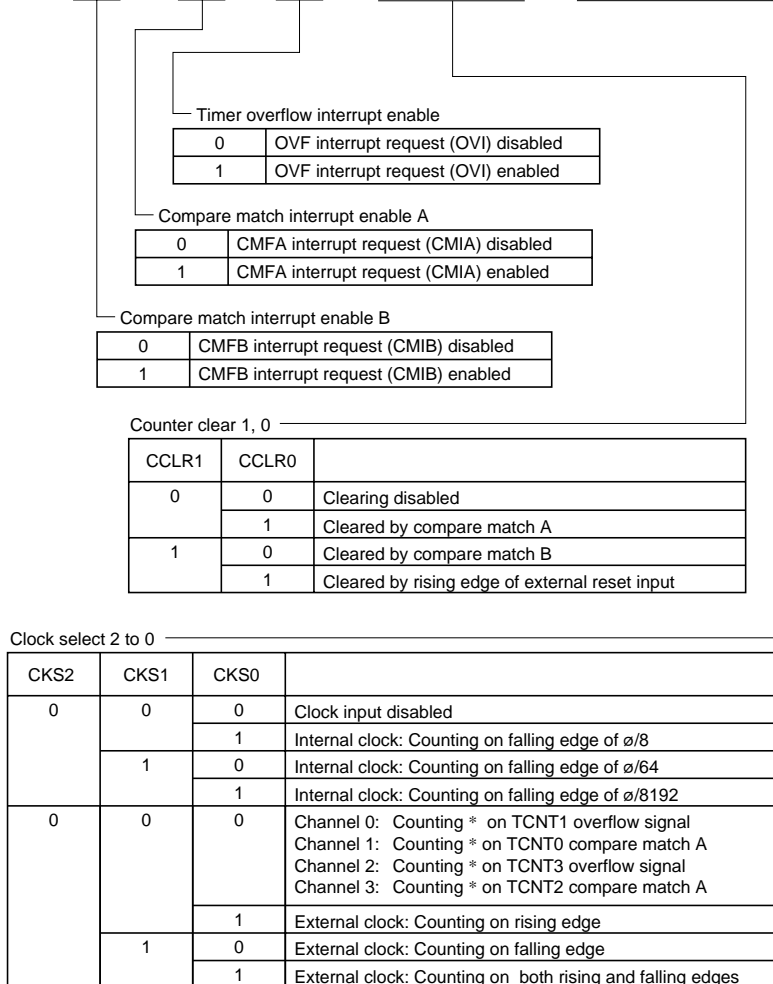 Timer overflow interrupt enable
0 OVF interrupt request (OVI) disabled
1 OVF interrupt request (OVI) enabled
Compare match interrupt enable A
0 CMFA interrupt request (CMIA) disabled
1 CMFA interrupt request (CMIA) enabled
Compare match interrupt enable B
0 CMFB interrupt request (CMIB) disabled
1 CMFB interrupt request (CMIB) enabled
Counter clear 1, 0
CCLR1 CCLR0
0 0 Clearing disabled
1 Cleared by compare match A
1 0 Cleared by compare match B
1 Cleared by rising edge of external reset input
Clock select 2 to 0
CKS2 CKS1 CKS0
0 0 0 Clock input disabled
1 Internal clock: Counting on falling edge of ø/8
1 0 Internal clock: Counting on falling edge of ø/64
1 Internal clock: Counting on falling edge of ø/8192
0 0 0 Channel 0: Counting * on TCNT1 overflow signal
Channel 1: Counting * on TCNT0 compare match A
Channel 2: Counting * on TCNT3 overflow signal
Channel 3: Counting * on TCNT2 compare match A
1 External clock: Counting on rising edge
1 0 External clock: Counting on falling edge
1 External clock: Counting on both rising and falling edges